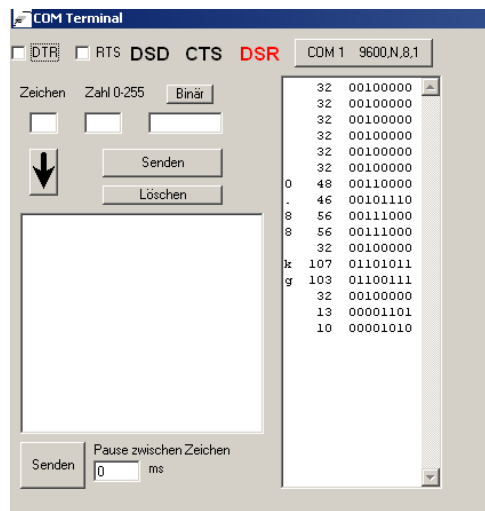 COM Terminal
DTR RTS DSD CTS DSR COM 1 9600,N,8,1
Zeichen Zahl 0-255 Binär
Senden
Löschen
32 00100000
32 00100000
32 00100000
32 00100000
32 00100000
32 00100000
0 48 00110000
. 46 00101110
8 56 00111000
8 56 00111000
32 00100000
k 107 01101011
g 103 01100111
32 00100000
13 00001101
10 00001010
Senden
Pause zwischen Zeichen
0 ms